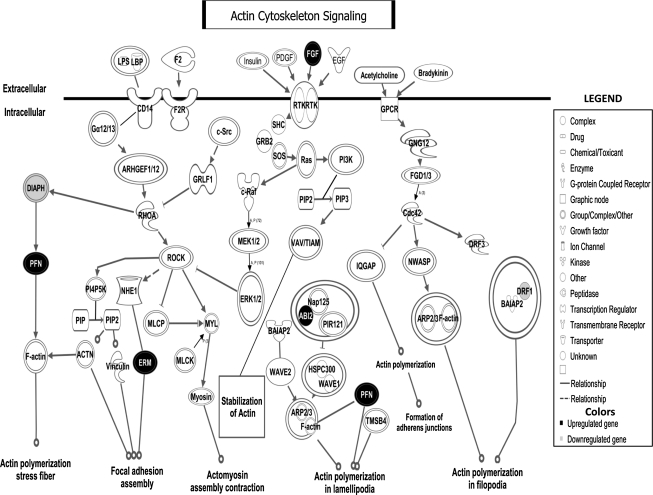 Actin Cytoskeleton Signaling
LPS LBP
F2
Insulin
PDGF
FGF
EGF
Acetylcholine
Bradykinin
Extracellular
Intracellular
CD14
F2R
RTKRTK
GPCR
LEGEND
Complex
Drug
Chemical/Toxicant
Enzyme
G-protein Coupled Receptor
Graphic node
Group/Complex/Other
Growth factor
Ion Channel
Kinase
Other
Peptidase
Transcription Regulator
Transmembrane Receptor
Transporter
Unknown
Relationship
Relationship
Colors
Upregulated gene
Downregulated gene
Gα12/13
c-Src
SHC
GRB2
SOS
Ras
PI3K
GNG12
ARHGEF1/12
GRLF1
c-Raf
FGD1/3
DIAPH
PIP2
PIP3
RHOA
Cdc42
DRF3
MEK1/2
VAV/TIAM
PFN
ROCK
IQGAP
NWASP
PI4P5K
NHE1
ERK1/2
Nap125
ABI2
PIR121
DRF1
BAIAP2
PIP
PIP2
MLCP
MYL
BAIAP2
ARP2/3
F-actin
F-actin
ACTN
Vinculin
ERM
MLCK
WAVE2
HSPC300
WAVE1
Actin polymerization
Myosin
Stabilization
of Actin
ARP2/3
F-actin
PFN
TMSB4
Formation of
adherens junctions
Actin polymerization
stress fiber
Focal adhesion
assembly
Actomyosin
assembly contraction
Actin polymerization
in lamellipodia
Actin polymerization
in filopodia